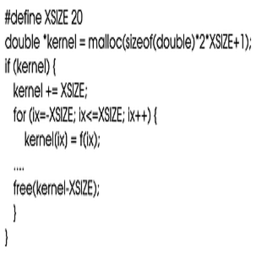 #define XSIZE 20
double *kernel = malloc(sizeof(double)*2*XSIZE+1);
if (kernel) {
kernel += XSIZE;
for (ix=-XSIZE; ix<=XSIZE; ix++) {
kernel(ix) = f(ix);
....
free(kernel-XSIZE);
}
}